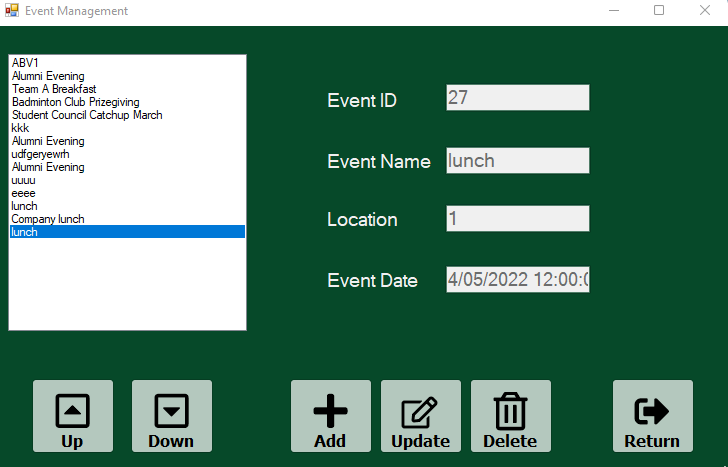 Event Management
ABV1
Alumni Evening
Team A Breakfast
Badminton Club Prizegiving
Student Council Catchup March
kkk
Alumni Evening
udfgeryewrh
Alumni Evening
uuuu
eeee
lunch
Company lunch
lunch
Event ID 27
Event Name lunch
Location 1
Event Date 4/05/2022 12:00:0
Up Down Add Update Delete Return